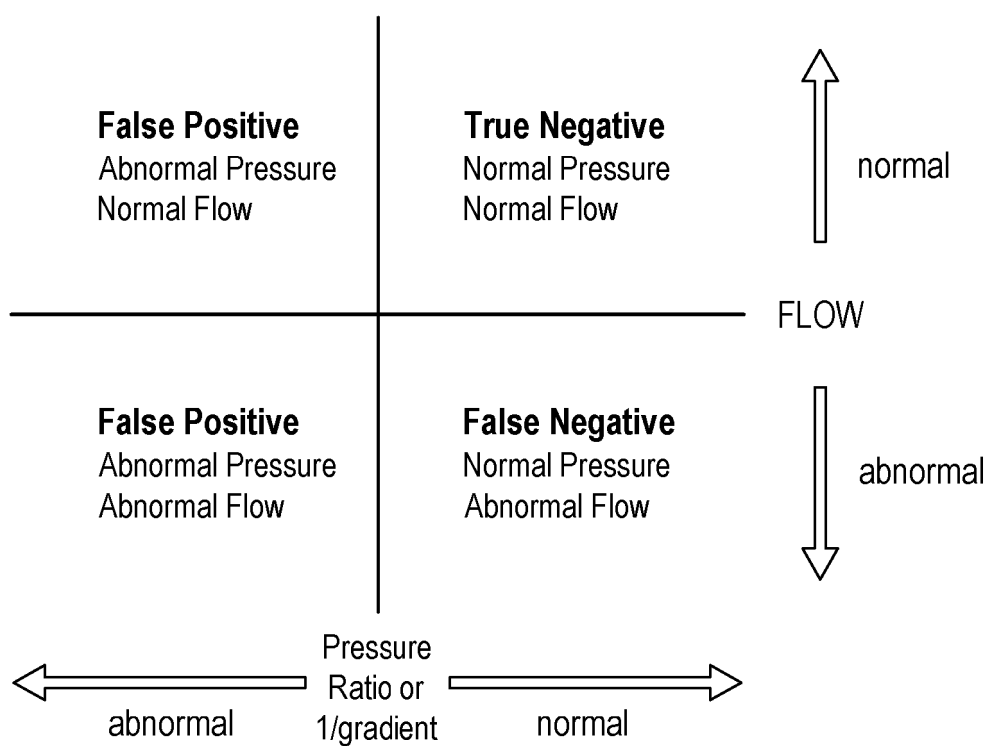 False Positive
Abnormal Pressure
Normal Flow
True Negative
Normal Pressure
Normal Flow
normal
FLOW
False Positive
Abnormal Pressure
Abnormal Flow
False Negative
Normal Pressure
Abnormal Flow
abnormal
Pressure
Ratio or
1/gradient
abnormal
normal